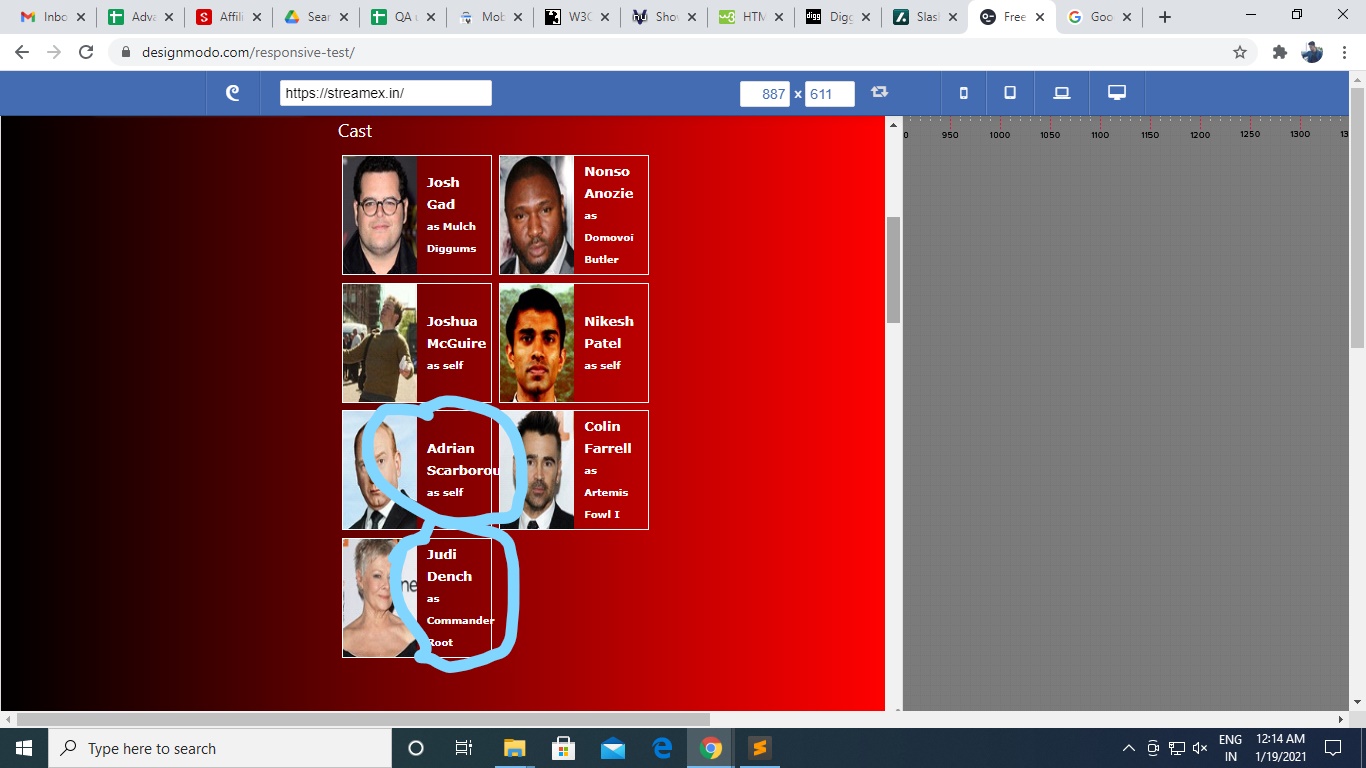 Inbo
Adva
Affili
Sear
QA u
Mob
W3C
Shou
HTM
Digg
Slash
Free
Goo
designmodo.com/responsive-test/
https://streamex.in/
887 x 611
950 1000 1050 1100 1150 1200 1250 1300
Cast
Josh
Gad
as Mulch
Diggums
Nonso
Anozie
as
Domovoi
Butler
Joshua
McGuire
as self
Nikesh
Patel
as self
Adrian
Scarborou
as self
Colin
Farrell
as
Artemis
Fowl I
Judi
Dench
as
Commander
Root
Type here to search
ENG
IN
12:14 AM
1/19/2021